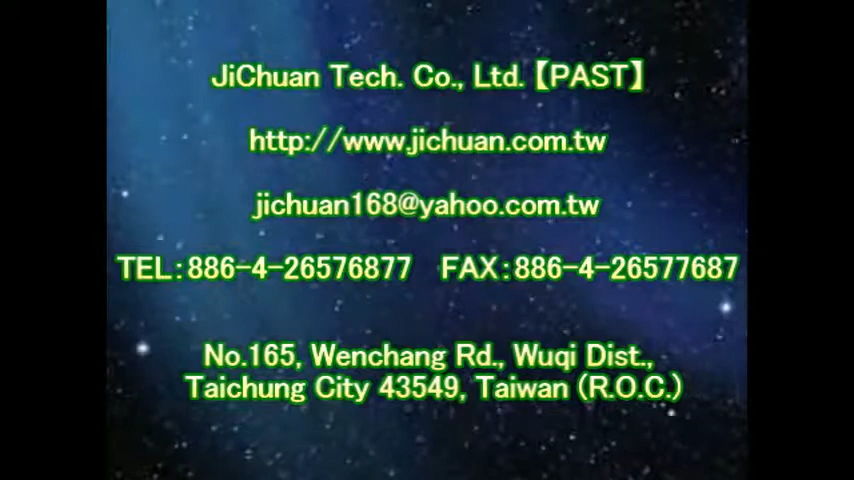 JiChuan Tech. Co., Ltd.【PAST】
http://www.jichuan.com.tw
jichuan168@yahoo.com.tw
TEL:886-4-26576877 FAX:886-4-26577687
No.165, Wenchang Rd., Wuqi Dist.,
Taichung City 43549, Taiwan (R.O.C.)